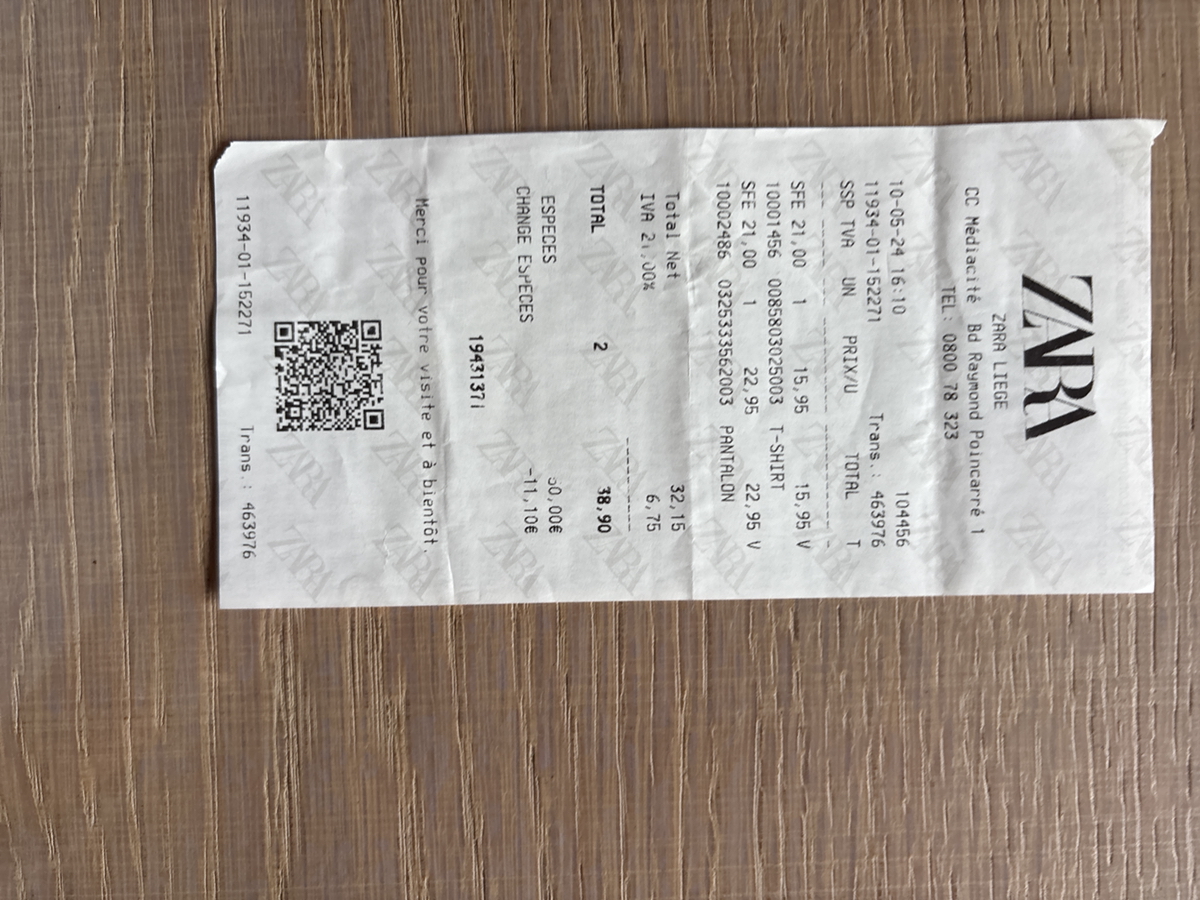 ZARA
ZARA LIEGE
CC Médiacité Bd Raymond Poincarré 1
TEL: 0800 78 323
10-05-24 16:10 104456
11934-01-152271 Trans.: 463976
SSP TVA UN PRIX/U TOTAL T
SFE 21,00 1 15,95 15,95 V
10001456 0085803025003 T-SHIRT
SFE 21,00 1 22,95 22,95 V
10002486 0325333562003 PANTALON
Total Net 32,15
IVA 21,00% 6,75
TOTAL 2 38,90
ESPECES 50,00€
CHANGE ESPECES -11,10€
19431371
Merci pour votre visite et à bientôt.
11934-01-152271 Trans.: 463976